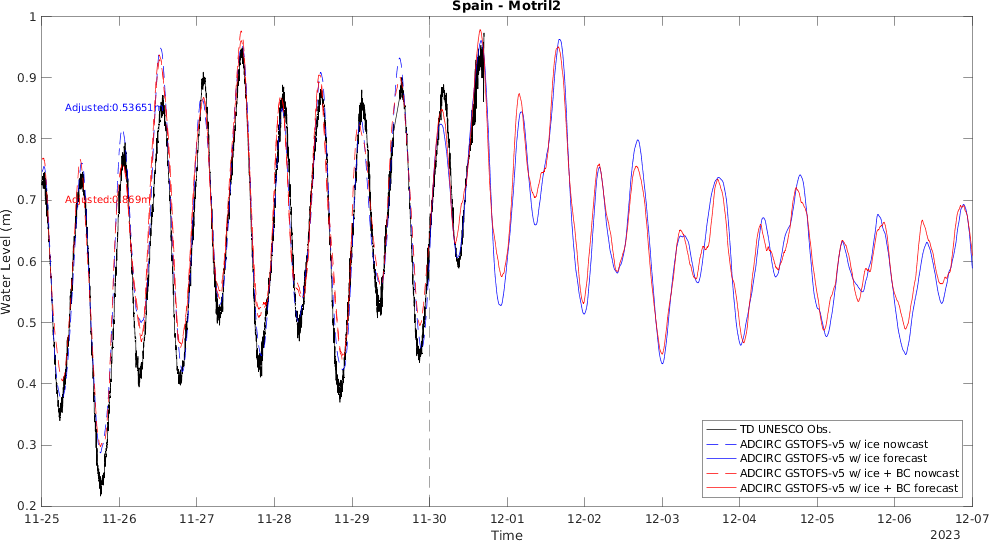 Spain - Motril2
1
0.9
0.8
0.7
0.6
0.5
0.4
0.3
0.2
Water Level (m)
Adjusted:0.53651m
Adjusted:0.869m
TD UNESCO Obs.
ADCIRC GSTOFS-v5 w/ ice nowcast
ADCIRC GSTOFS-v5 w/ ice forecast
ADCIRC GSTOFS-v5 w/ ice + BC nowcast
ADCIRC GSTOFS-v5 w/ ice + BC forecast
11-25 11-26 11-27 11-28 11-29 11-30 12-01 12-02 12-03 12-04 12-05 12-06 12-07
Time
2023